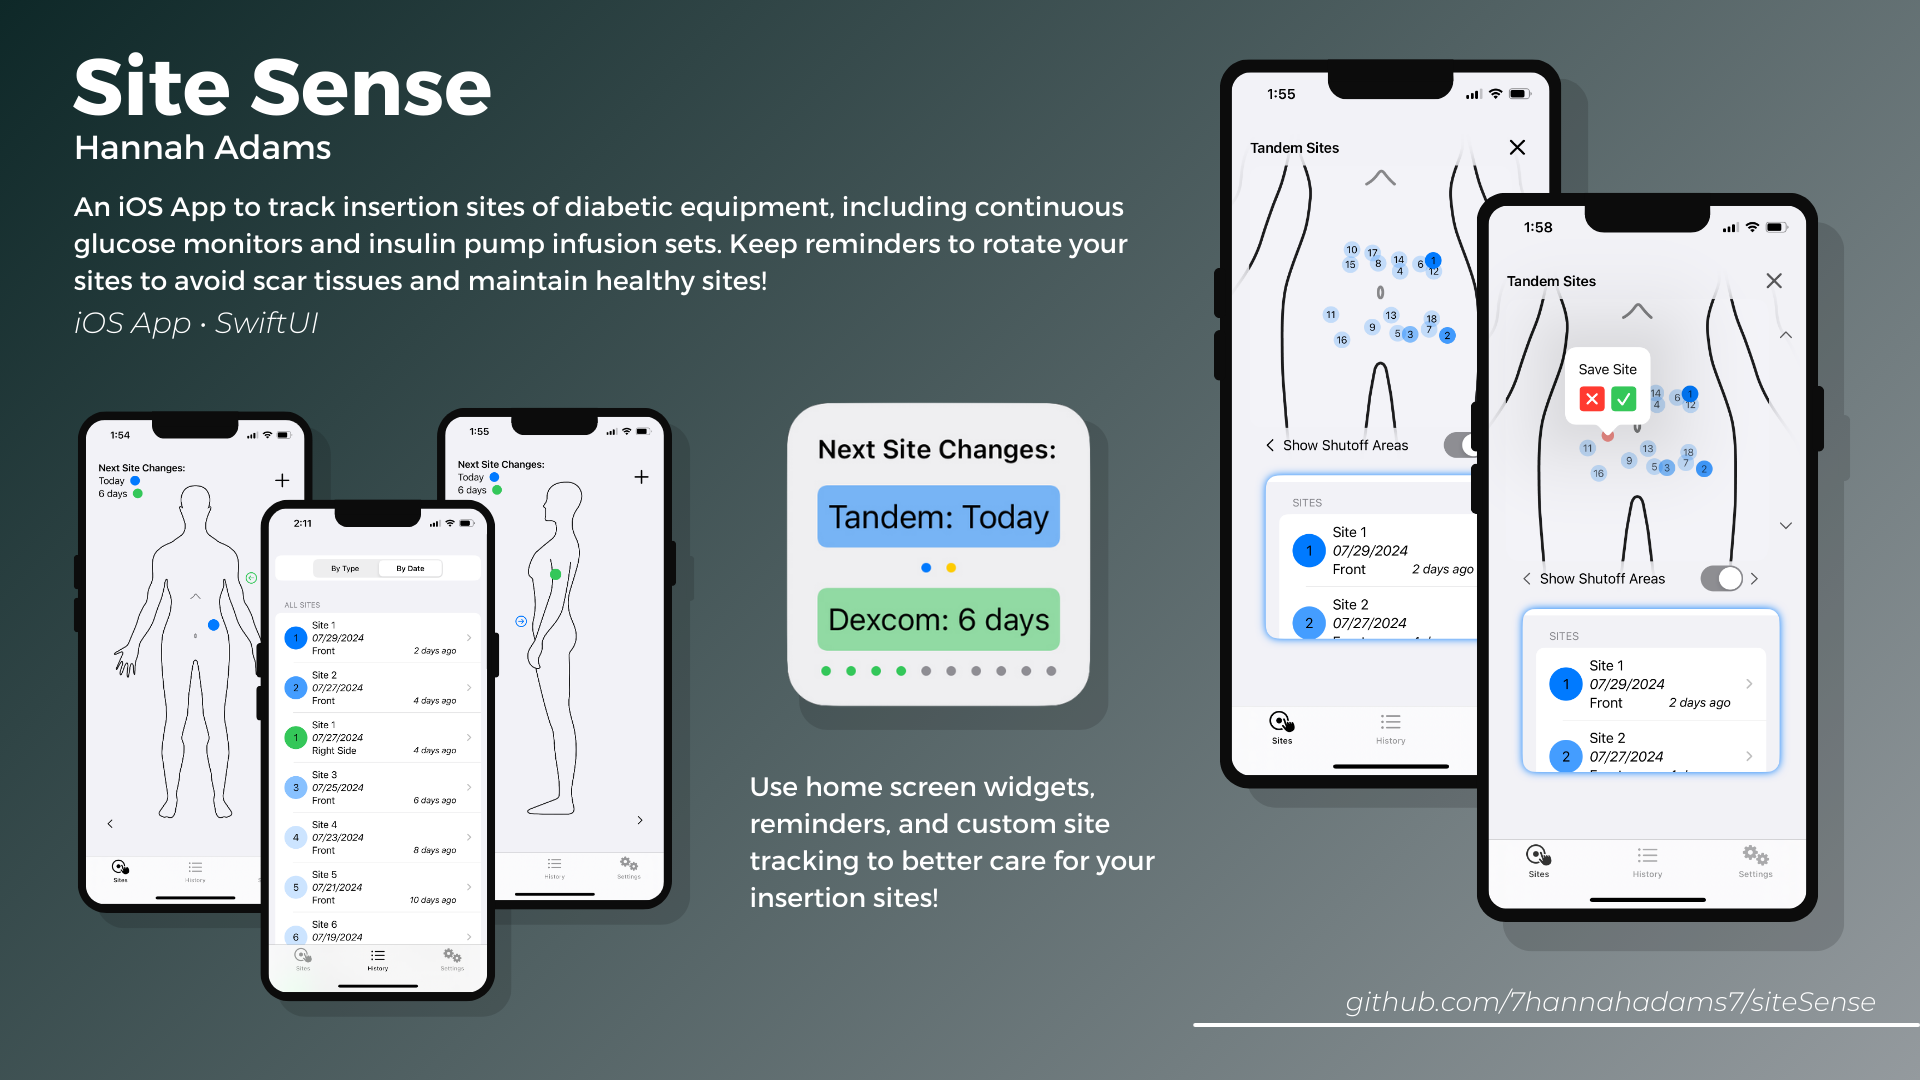 Site Sense
Hannah Adams
An iOS App to track insertion sites of diabetic equipment, including continuous
glucose monitors and insulin pump infusion sets. Keep reminders to rotate your
sites to avoid scar tissues and maintain healthy sites!
iOS App • SwiftUI
1:54
Next Site Changes:
Today
6 days
Sites
History
2:11
By Type
By Date
ALL SITES
1
Site 1
07/29/2024
Front
2 days ago
2
Site 2
07/27/2024
Front
4 days ago
1
Site 1
07/27/2024
Right Side
4 days ago
3
Site 3
07/25/2024
Front
6 days ago
4
Site 4
07/23/2024
Front
8 days ago
5
Site 5
07/21/2024
Front
10 days ago
6
Site 6
07/19/2024
Sites
History
Settings
1:55
Next Site Changes:
Today
6 days
History
Settings
Next Site Changes:
Tandem: Today
Dexcom: 6 days
Use home screen widgets,
reminders, and custom site
tracking to better care for your
insertion sites!
1:55
Tandem Sites
10 17 14 6 1
15 8 4 12
11 13 18
9 5 3 7 2
16
Show Shutoff Areas
SITES
1
Site 1
07/29/2024
Front
2 days ago
2
Site 2
07/27/2024
Sites
History
1:58
Tandem Sites
Save Site
14 6 1
4 12
11 13 18
9 5 3 7 2
16
Show Shutoff Areas
SITES
1
Site 1
07/29/2024
Front
2 days ago
2
Site 2
07/27/2024
Sites
History
Settings
github.com/7hannahadams7/siteSense